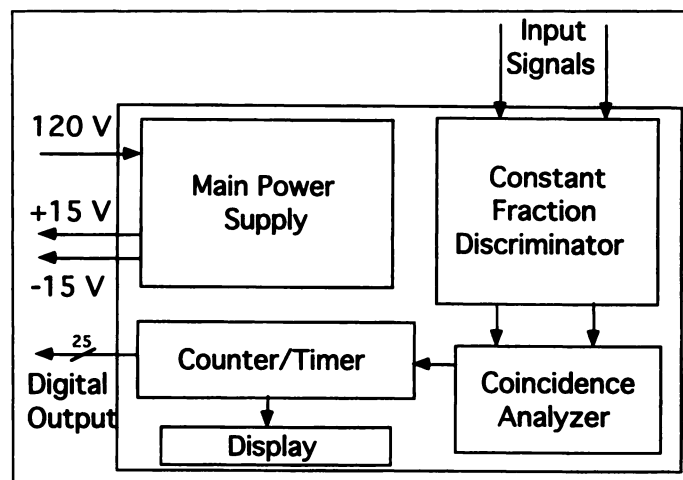 Input
Signals
120 V
Main Power
Supply
+15 V
-15 V
Constant
Fraction
Discriminator
25
Digital
Output
Counter/Timer
Coincidence
Analyzer
Display